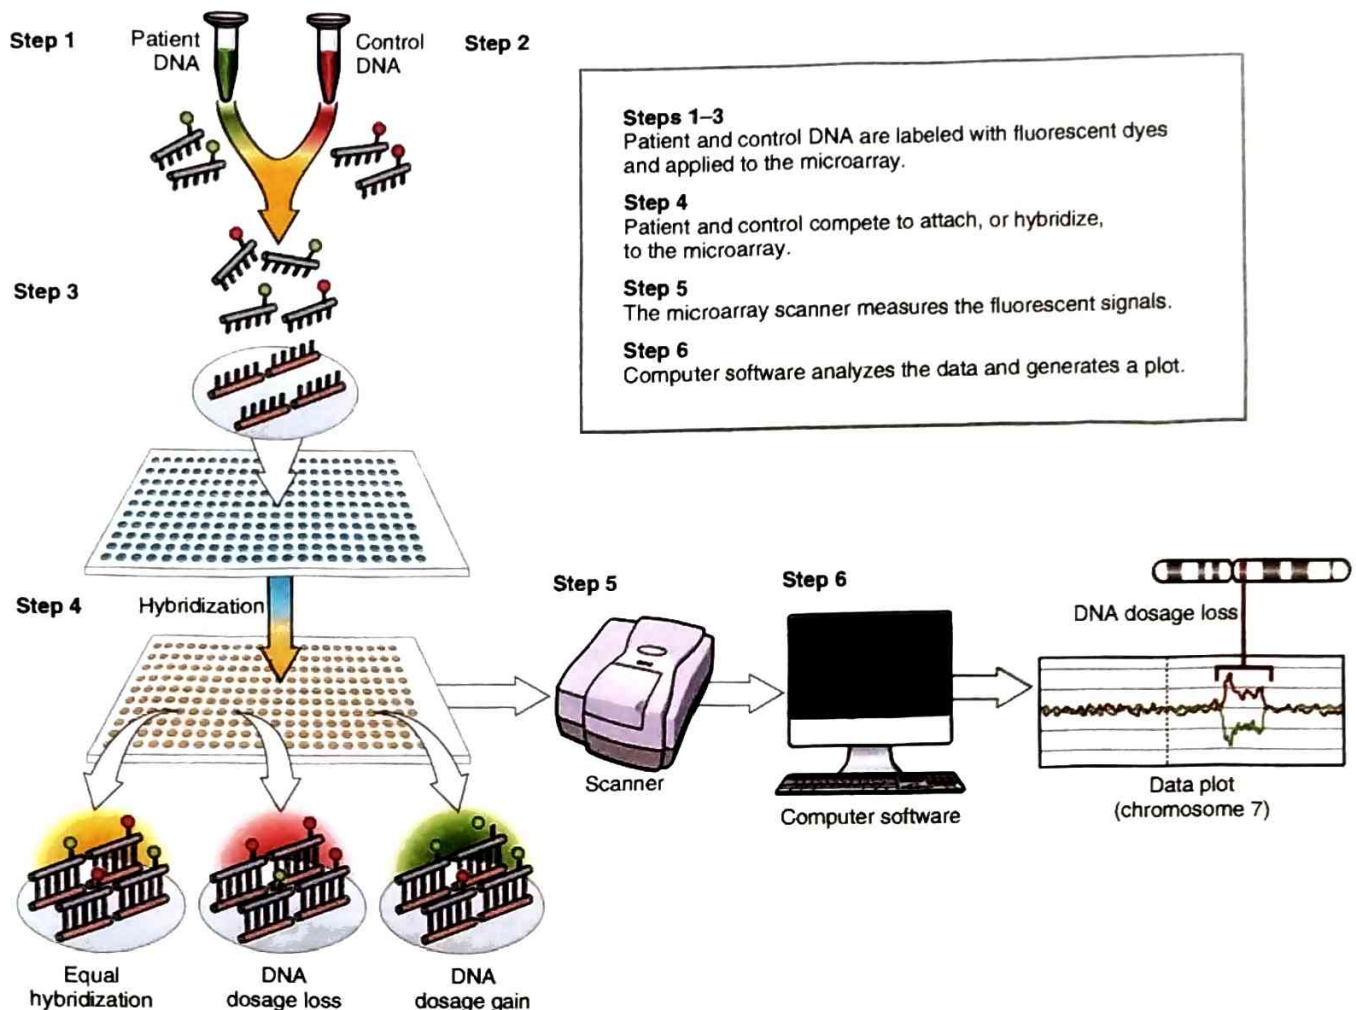 Step 1
Patient
DNA
Control
DNA
Step 2
Steps 1–3
Patient and control DNA are labeled with fluorescent dyes
and applied to the microarray.
Step 4
Patient and control compete to attach, or hybridize,
to the microarray.
Step 5
The microarray scanner measures the fluorescent signals.
Step 6
Computer software analyzes the data and generates a plot.
Step 3
Step 4
Hybridization
Step 5
Scanner
Step 6
Computer software
DNA dosage loss
Data plot
(chromosome 7)
Equal
hybridization
DNA
dosage loss
DNA
dosage gain